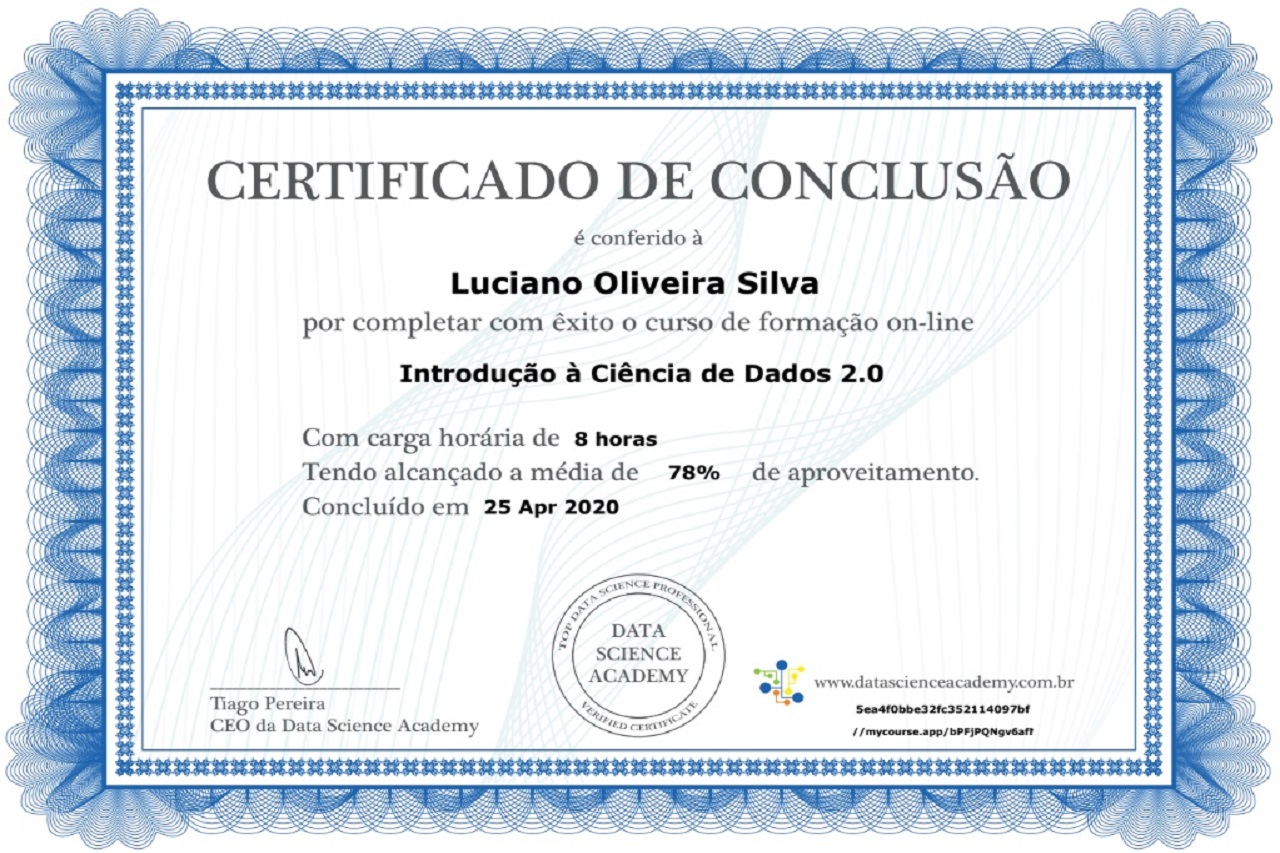 CERTIFICADO DE CONCLUSÃO
é conferido à
Luciano Oliveira Silva
por completar com êxito o curso de formação on-line
Introdução à Ciência de Dados 2.0
Com carga horária de 8 horas
Tendo alcançado a média de 78% de aproveitamento.
Concluído em 25 Apr 2020
TOP DATA SCIENCE PROFESSIONAL
DATA
SCIENCE
ACADEMY
VERIFIED CERTIFICATE
Tiago Pereira
CEO da Data Science Academy
www.datascienceacademy.com.br
5ea4f0bbe32fc352114097bf
//mycourse.app/bPFjPQNgv6aff